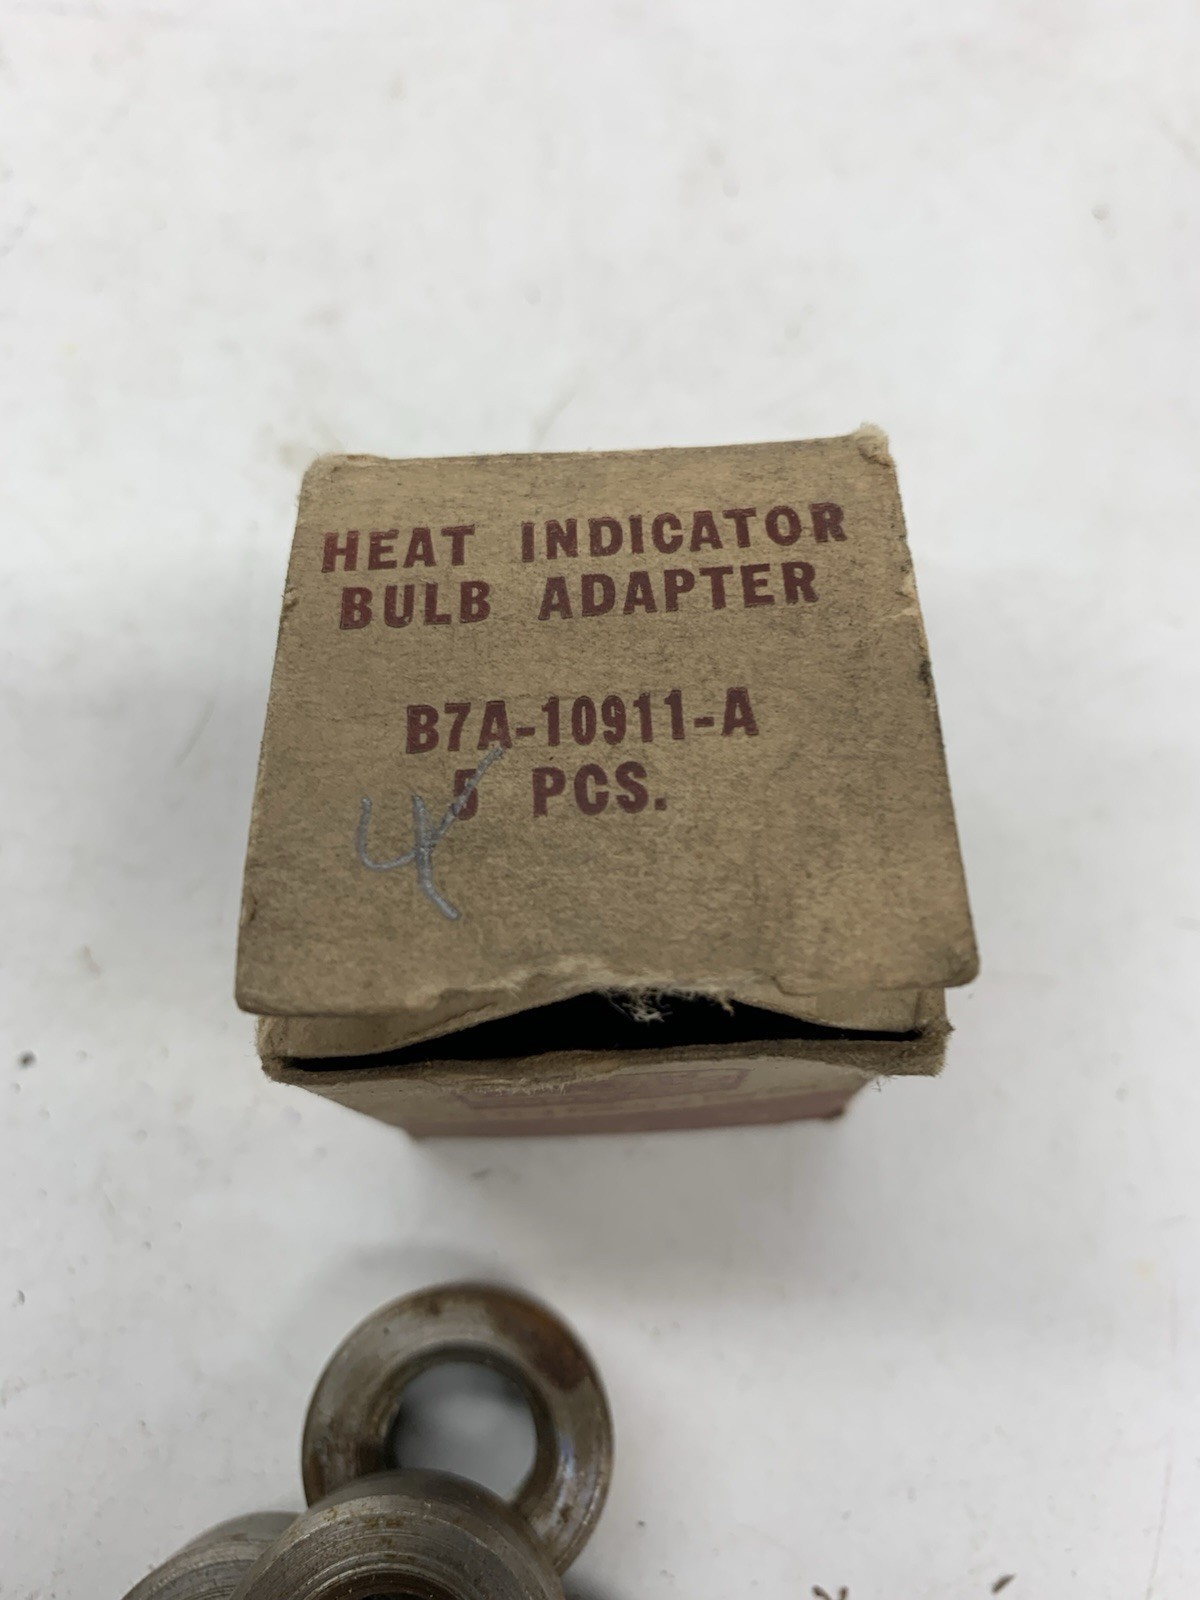 HEAT INDICATOR
BULB ADAPTER
B7A-10911-A
5 PCS.
4